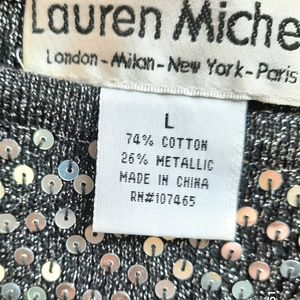 Lauren Miche
London-Milan-New York-Paris
L
74% COTTON
26% METALLIC
MADE IN CHINA
RN#107465